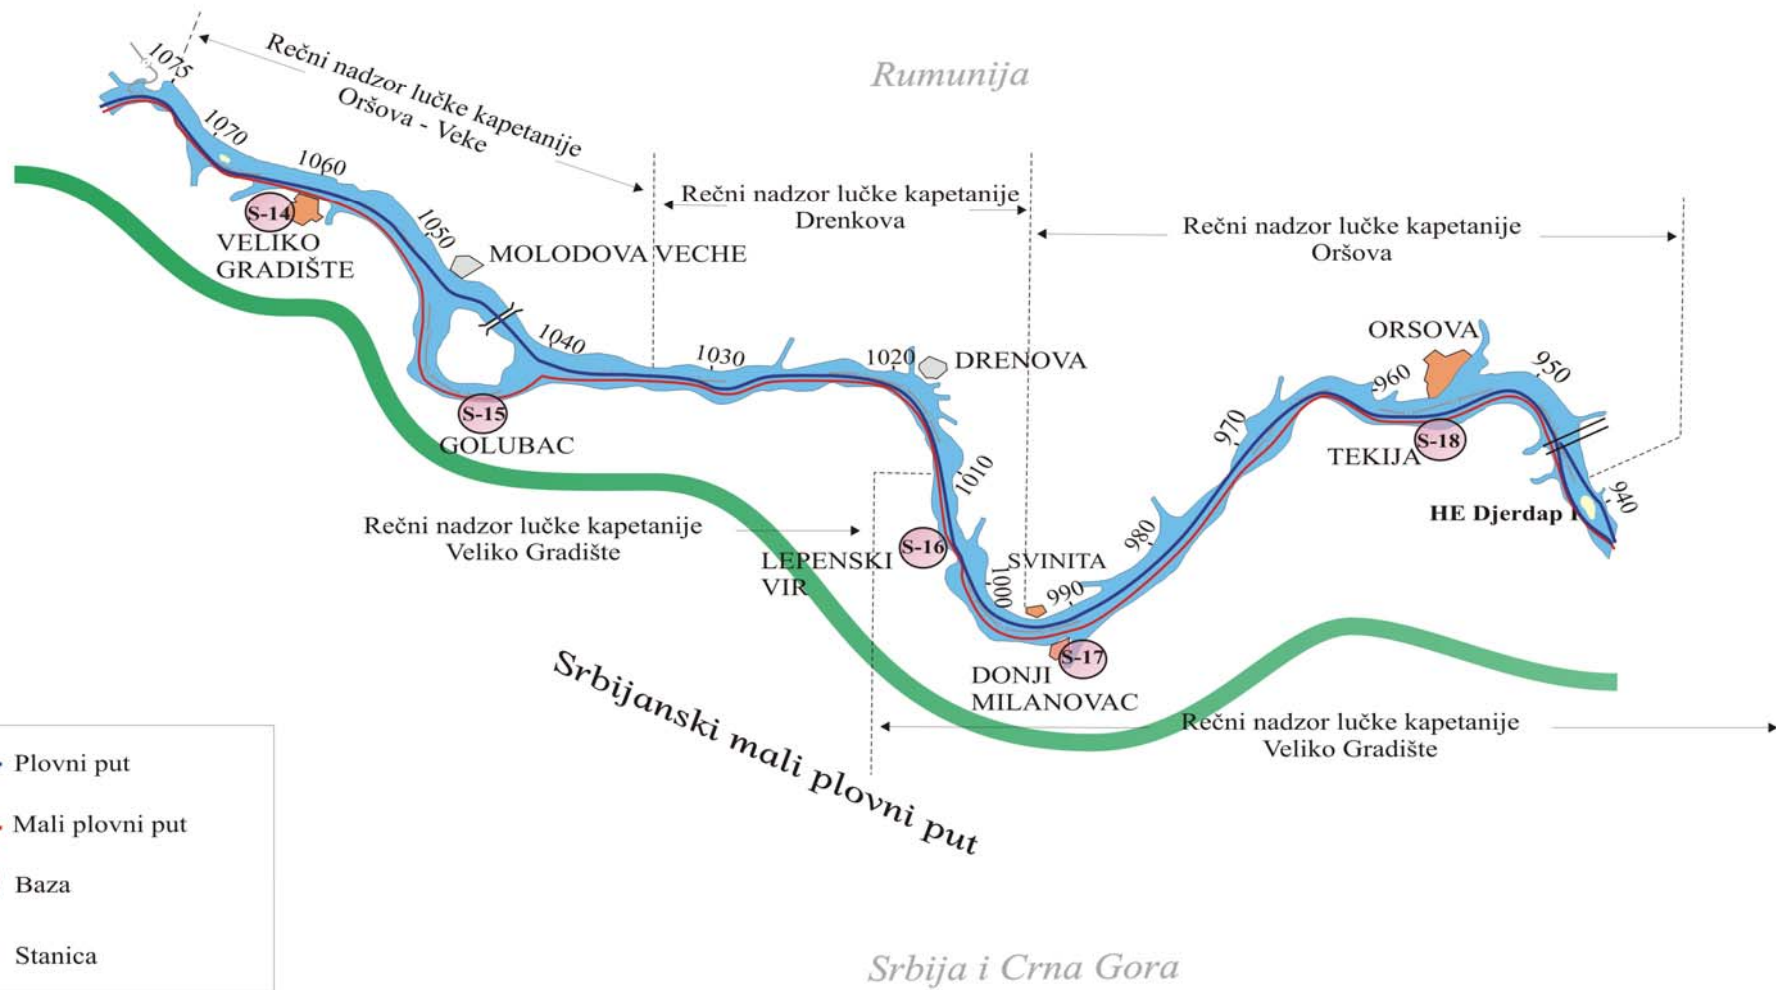 1075
Rečni nadzor lučke kapetanije
Oršova - Veke
Rumunija
1070
1060
Rečni nadzor lučke kapetanije
Drenkova
Rečni nadzor lučke kapetanije
Oršova
S-14
VELIKO
GRADIŠTE
1050
MOLODOVA VECHE
1040
1030
1020
DRENOVA
ORSOVA
960
950
S-15
GOLUBAC
970
S-18
TEKIJA
1010
940
HE Djerdap I
Rečni nadzor lučke kapetanije
Veliko Gradište
980
S-16
LEPENSKI
VIR
SVINITA
1000
990
S-17
DONJI
MILANOVAC
Srbijanski mali plovni put
Rečni nadzor lučke kapetanije
Veliko Gradište
Plovni put
Mali plovni put
Baza
Stanica
Srbija i Crna Gora